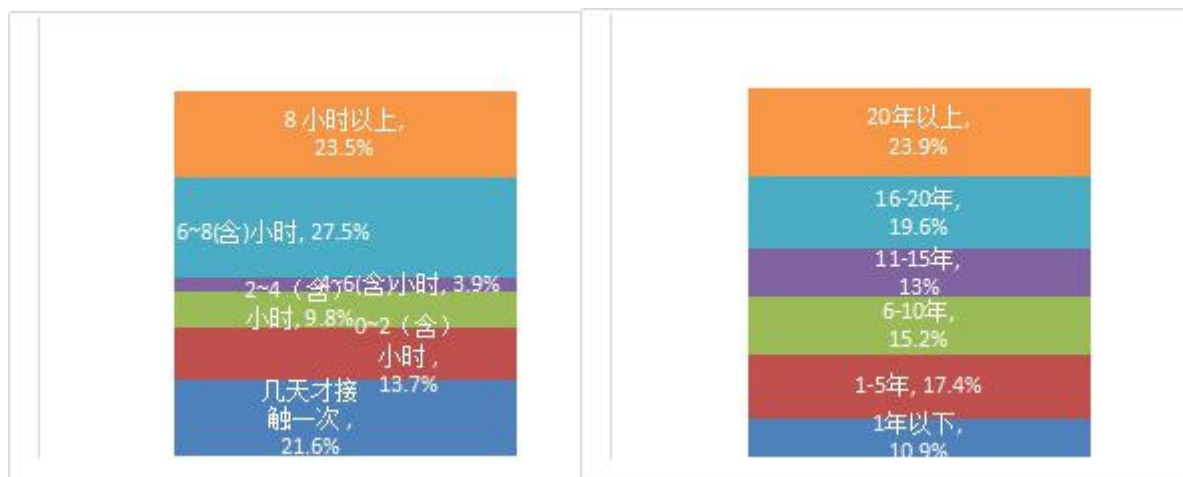 8 小时以上,
23.5%
6~8(含)小时, 27.5%
4~6(含)小时, 3.9%
2~4（含）
小时, 9.8%
0~2（含）
小时 ,
13.7%
几天才接
触一次 ,
21.6%
20年以上,
23.9%
16-20年,
19.6%
11-15年,
13%
6-10年,
15.2%
1-5年, 17.4%
1年以下,
10.9%